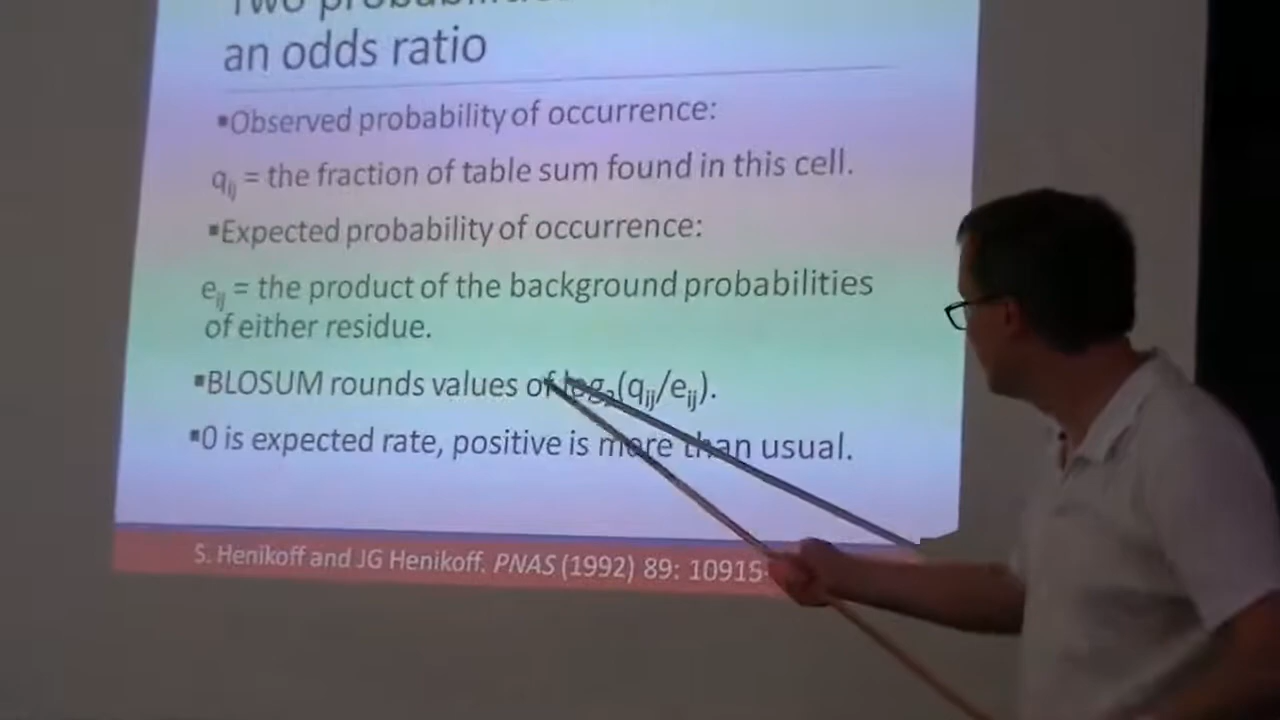 Two probabilities
an odds ratio
▪Observed probability of occurrence:
qij = the fraction of table sum found in this cell.
▪Expected probability of occurrence:
eij = the product of the background probabilities
of either residue.
▪BLOSUM rounds values of log2(qij/eij).
▪0 is expected rate, positive is more than usual.
S. Henikoff and JG Henikoff. PNAS (1992) 89: 10915-